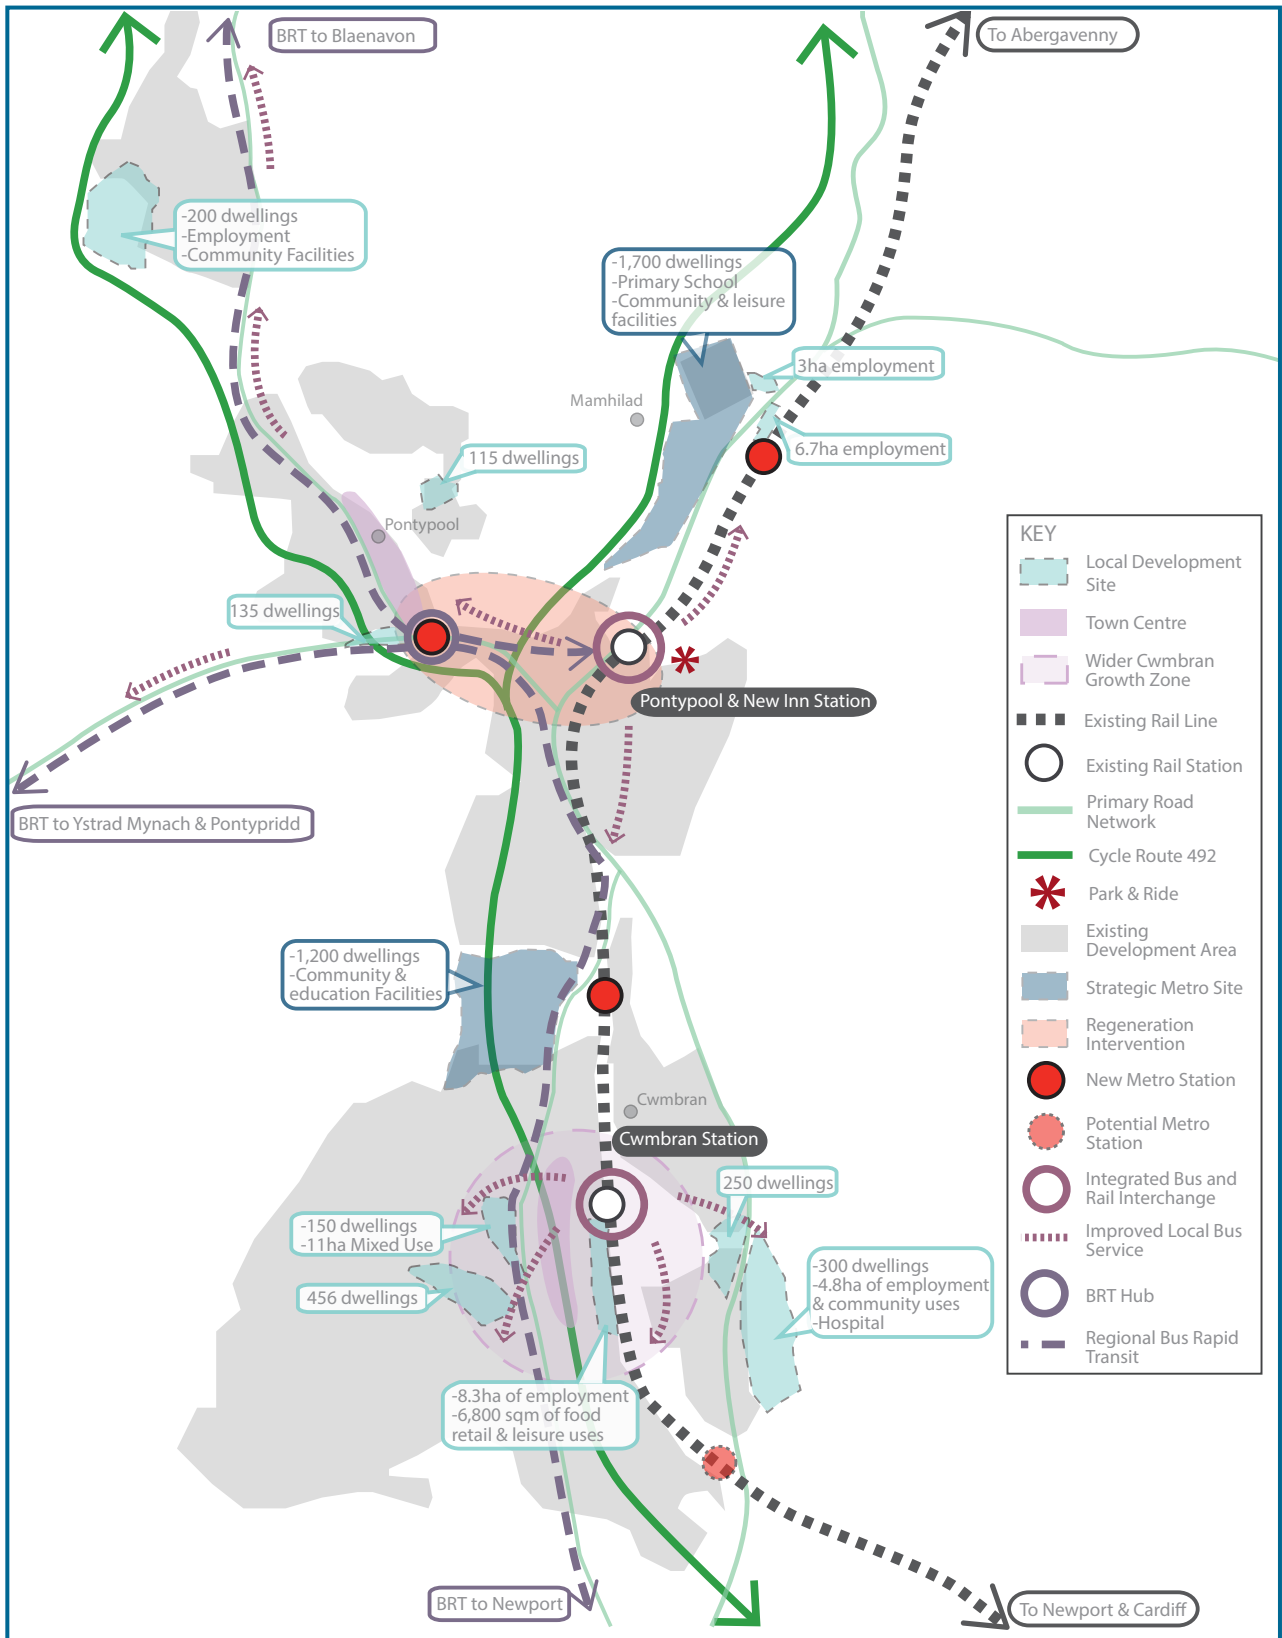 BRT to Blaenavon
To Abergavenny
-200 dwellings
-Employment
-Community Facilities
-1,700 dwellings
-Primary School
-Community & leisure
facilities
3ha employment
Mamhilad
6.7ha employment
115 dwellings
Pontypool
135 dwellings
Pontypool & New Inn Station
BRT to Ystrad Mynach & Pontypridd
-1,200 dwellings
-Community &
education Facilities
Cwmbran
Cwmbran Station
250 dwellings
-150 dwellings
-11ha Mixed Use
456 dwellings
-300 dwellings
-4.8ha of employment
& community uses
-Hospital
-8.3ha of employment
-6,800 sqm of food
retail & leisure uses
BRT to Newport
To Newport & Cardiff
KEY
Local Development
Site
Town Centre
Wider Cwmbran
Growth Zone
Existing Rail Line
Existing Rail Station
Primary Road
Network
Cycle Route 492
Park & Ride
Existing
Development Area
Strategic Metro Site
Regeneration
Intervention
New Metro Station
Potential Metro
Station
Integrated Bus and
Rail Interchange
Improved Local Bus
Service
BRT Hub
Regional Bus Rapid
Transit